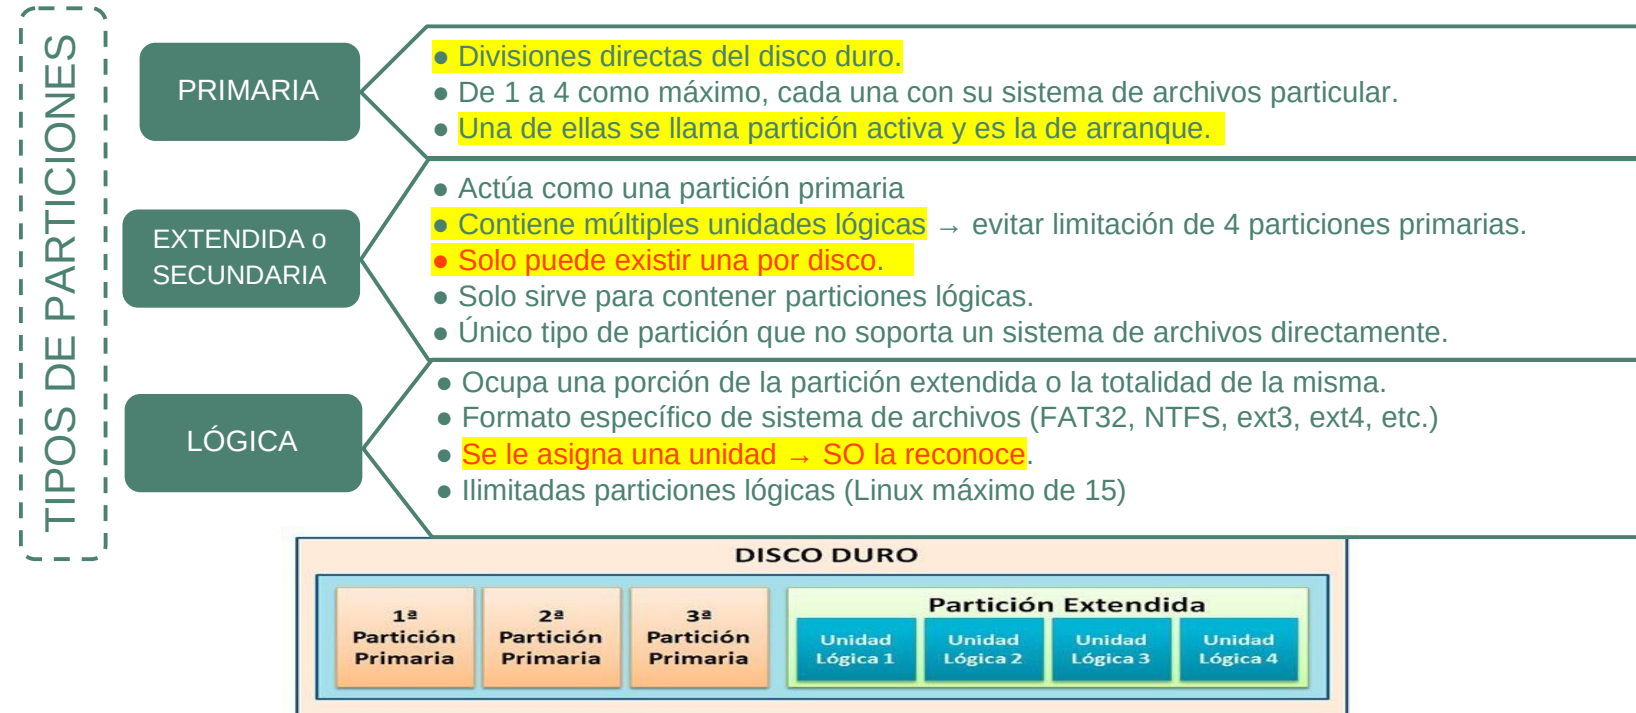 TIPOS DE PARTICIONES
PRIMARIA
● Divisiones directas del disco duro.
● De 1 a 4 como máximo, cada una con su sistema de archivos particular.
● Una de ellas se llama partición activa y es la de arranque.
EXTENDIDA o
SECUNDARIA
● Actúa como una partición primaria
● Contiene múltiples unidades lógicas → evitar limitación de 4 particiones primarias.
● Solo puede existir una por disco.
● Solo sirve para contener particiones lógicas.
● Único tipo de partición que no soporta un sistema de archivos directamente.
LÓGICA
● Ocupa una porción de la partición extendida o la totalidad de la misma.
● Formato específico de sistema de archivos (FAT32, NTFS, ext3, ext4, etc.)
● Se le asigna una unidad → SO la reconoce.
● Ilimitadas particiones lógicas (Linux máximo de 15)
DISCO DURO
1ª
Partición
Primaria
2ª
Partición
Primaria
3ª
Partición
Primaria
Partición Extendida
Unidad
Lógica 1
Unidad
Lógica 2
Unidad
Lógica 3
Unidad
Lógica 4